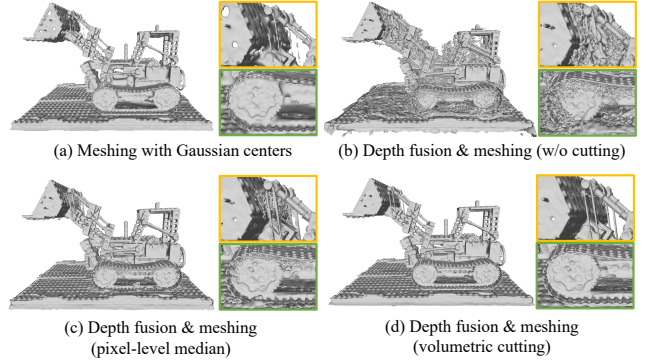 (a) Meshing with Gaussian centers
(b) Depth fusion & meshing (w/o cutting)
(c) Depth fusion & meshing
(pixel-level median)
(d) Depth fusion & meshing
(volumetric cutting)